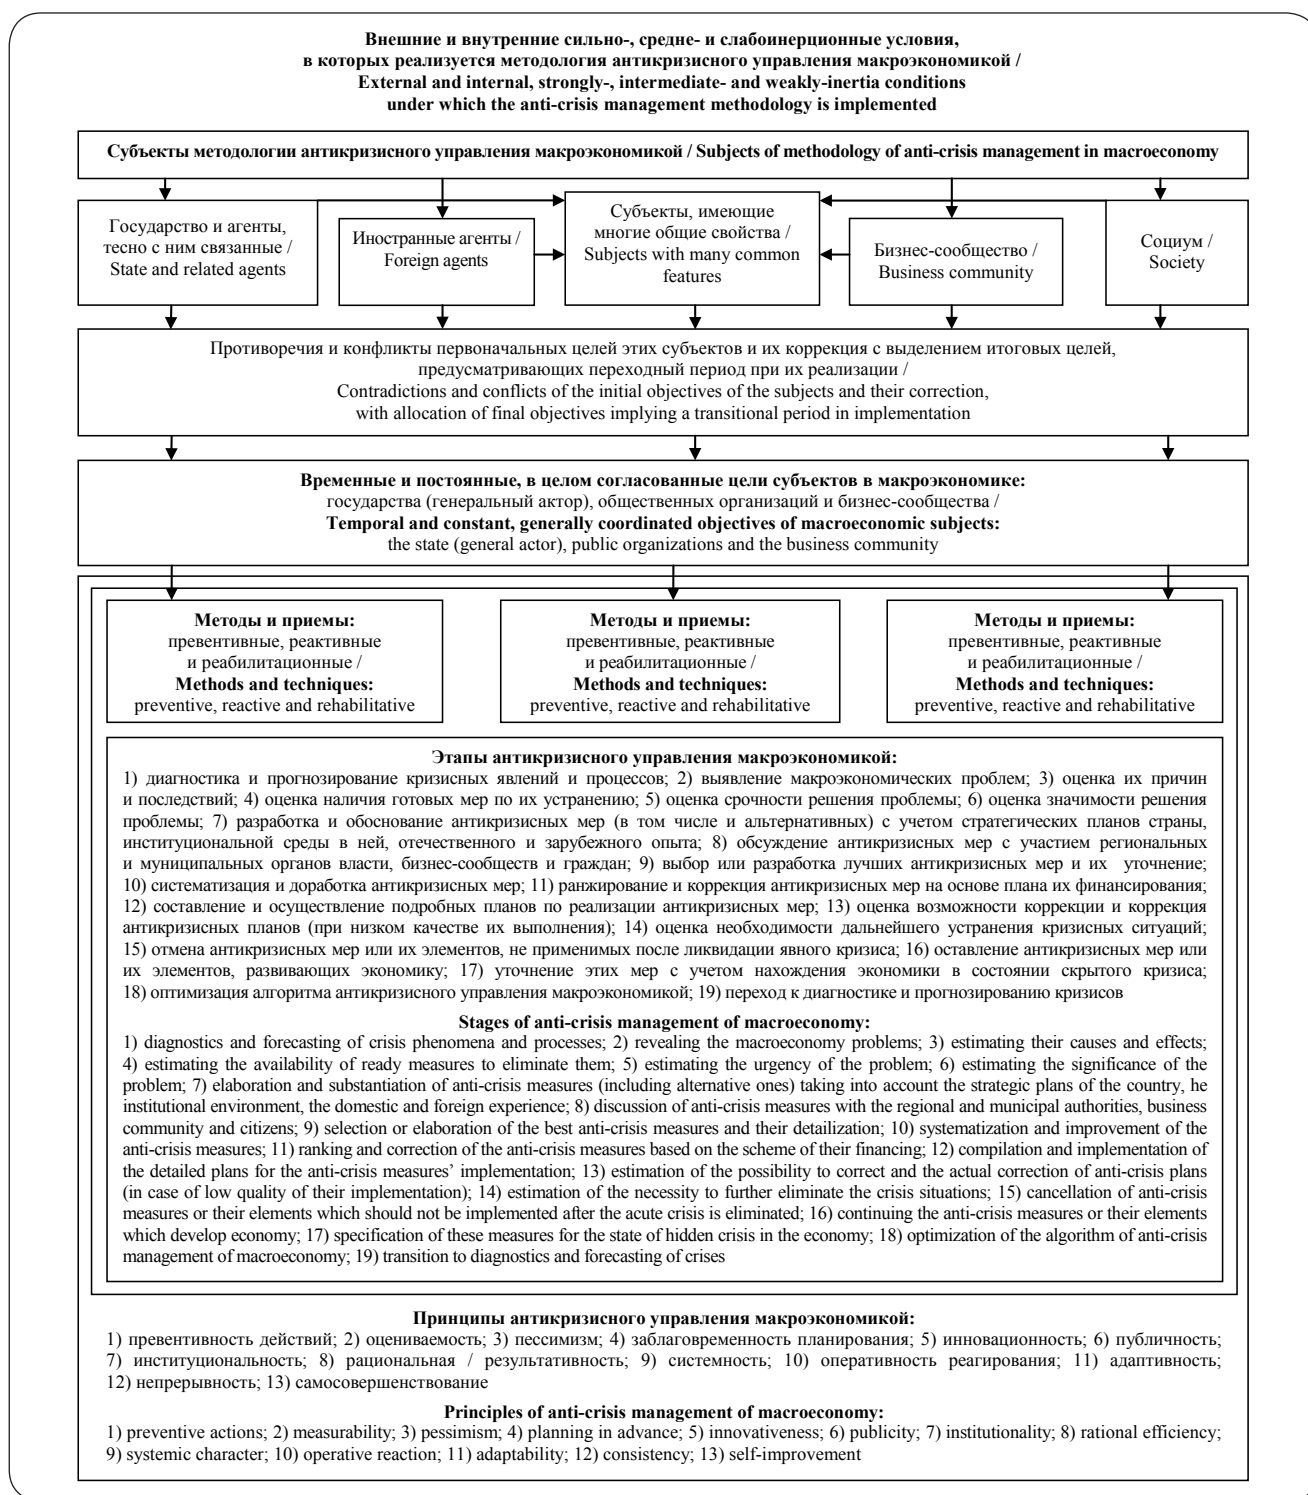 Внешние и внутренние сильно-, средне- и слабоинерционные условия,
в которых реализуется методология антикризисного управления макроэкономикой /
External and internal, strongly-, intermediate- and weakly-inertia conditions
under which the anti-crisis management methodology is implemented
Субъекты методологии антикризисного управления макроэкономикой / Subjects of methodology of anti-crisis management in macroeconomy
Государство и агенты,
тесно с ним связанные /
State and related agents
Иностранные агенты /
Foreign agents
Субъекты, имеющие
многие общие свойства /
Subjects with many common
features
Бизнес-сообщество /
Business community
Социум /
Society
Противоречия и конфликты первоначальных целей этих субъектов и их коррекция с выделением итоговых целей,
предусматривающих переходный период при их реализации /
Contradictions and conflicts of the initial objectives of the subjects and their correction,
with allocation of final objectives implying a transitional period in implementation
Временные и постоянные, в целом согласованные цели субъектов в макроэкономике:
государства (генеральный актор), общественных организаций и бизнес-сообщества /
Temporal and constant, generally coordinated objectives of macroeconomic subjects:
the state (general actor), public organizations and the business community
Методы и приемы:
превентивные, реактивные
и реабилитационные /
Methods and techniques:
preventive, reactive and rehabilitative
Методы и приемы:
превентивные, реактивные
и реабилитационные /
Methods and techniques:
preventive, reactive and rehabilitative
Методы и приемы:
превентивные, реактивные
и реабилитационные /
Methods and techniques:
preventive, reactive and rehabilitative
Этапы антикризисного управления макроэкономикой:
1) диагностика и прогнозирование кризисных явлений и процессов; 2) выявление макроэкономических проблем; 3) оценка их причин
и последствий; 4) оценка наличия готовых мер по их устранению; 5) оценка срочности решения проблемы; 6) оценка значимости решения
проблемы; 7) разработка и обоснование антикризисных мер (в том числе и альтернативных) с учетом стратегических планов страны,
институциональной среды в ней, отечественного и зарубежного опыта; 8) обсуждение антикризисных мер с участием региональных
и муниципальных органов власти, бизнес-сообществ и граждан; 9) выбор или разработка лучших антикризисных мер и их уточнение;
10) систематизация и доработка антикризисных мер; 11) ранжирование и коррекция антикризисных мер на основе плана их финансирования;
12) составление и осуществление подробных планов по реализации антикризисных мер; 13) оценка возможности коррекции и коррекция
антикризисных планов (при низком качестве их выполнения); 14) оценка необходимости дальнейшего устранения кризисных ситуаций;
15) отмена антикризисных мер или их элементов, не применимых после ликвидации явного кризиса; 16) оставление антикризисных мер или
их элементов, развивающих экономику; 17) уточнение этих мер с учетом нахождения экономики в состоянии скрытого кризиса;
18) оптимизация алгоритма антикризисного управления макроэкономикой; 19) переход к диагностике и прогнозированию кризисов
Stages of anti-crisis management of macroeconomy:
1) diagnostics and forecasting of crisis phenomena and processes; 2) revealing the macroeconomy problems; 3) estimating their causes and effects;
4) estimating the availability of ready measures to eliminate them; 5) estimating the urgency of the problem; 6) estimating the significance of the
problem; 7) elaboration and substantiation of anti-crisis measures (including alternative ones) taking into account the strategic plans of the country, he
institutional environment, the domestic and foreign experience; 8) discussion of anti-crisis measures with the regional and municipal authorities, business
community and citizens; 9) selection or elaboration of the best anti-crisis measures and their detailization; 10) systematization and improvement of the
anti-crisis measures; 11) ranking and correction of the anti-crisis measures based on the scheme of their financing; 12) compilation and implementation of
the detailed plans for the anti-crisis measures’ implementation; 13) estimation of the possibility to correct and the actual correction of anti-crisis plans
(in case of low quality of their implementation); 14) estimation of the necessity to further eliminate the crisis situations; 15) cancellation of anti-crisis
measures or their elements which should not be implemented after the acute crisis is eliminated; 16) continuing the anti-crisis measures or their elements
which develop economy; 17) specification of these measures for the state of hidden crisis in the economy; 18) optimization of the algorithm of anti-crisis
management of macroeconomy; 19) transition to diagnostics and forecasting of crises
Принципы антикризисного управления макроэкономикой:
1) превентивность действий; 2) оцениваемость; 3) пессимизм; 4) заблаговременность планирования; 5) инновационность; 6) публичность;
7) институциональность; 8) рациональная / результативность; 9) системность; 10) оперативность реагирования; 11) адаптивность;
12) непрерывность; 13) самосовершенствование
Principles of anti-crisis management of macroeconomy:
1) preventive actions; 2) measurability; 3) pessimism; 4) planning in advance; 5) innovativeness; 6) publicity; 7) institutionality; 8) rational efficiency;
9) systemic character; 10) operative reaction; 11) adaptability; 12) consistency; 13) self-improvement